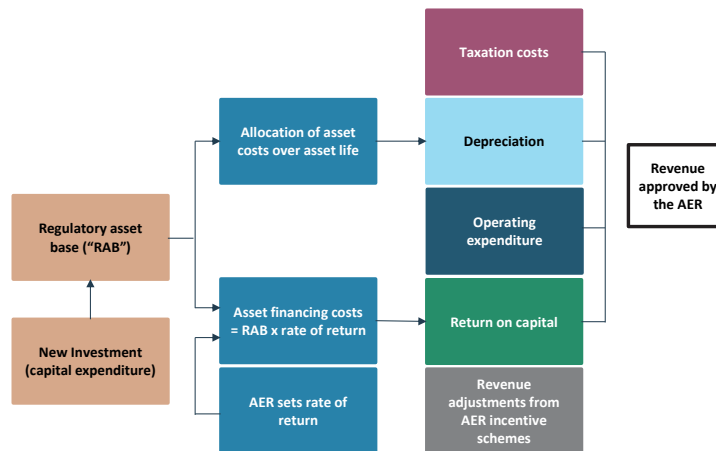 Taxation costs
Allocation of asset
costs over asset life
Depreciation
Revenue
approved by
the AER
Regulatory asset
base (“RAB”)
Operating
expenditure
Asset financing costs
= RAB x rate of return
Return on capital
New Investment
(capital expenditure)
AER sets rate of
return
Revenue
adjustments from
AER incentive
schemes